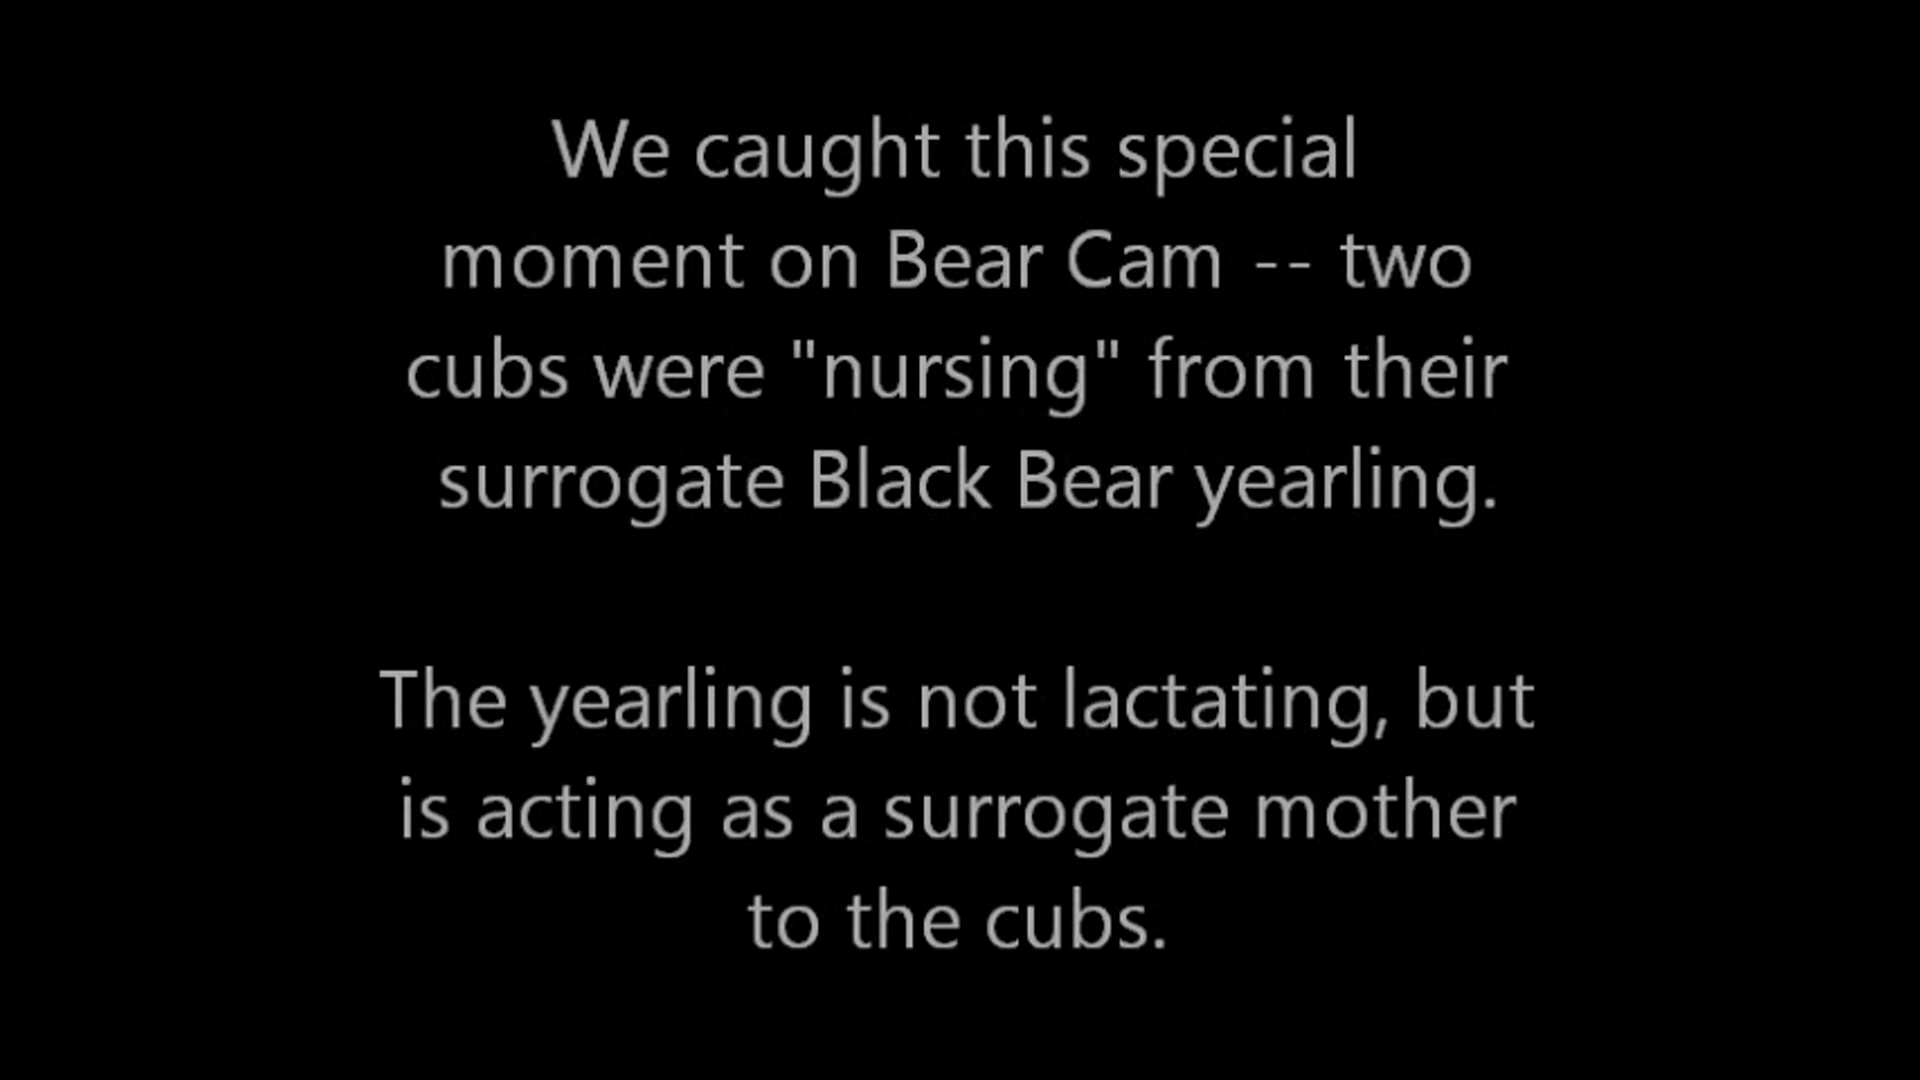 We caught this special
moment on Bear Cam -- two
cubs were "nursing" from their
surrogate Black Bear yearling.
The yearling is not lactating, but
is acting as a surrogate mother
to the cubs.